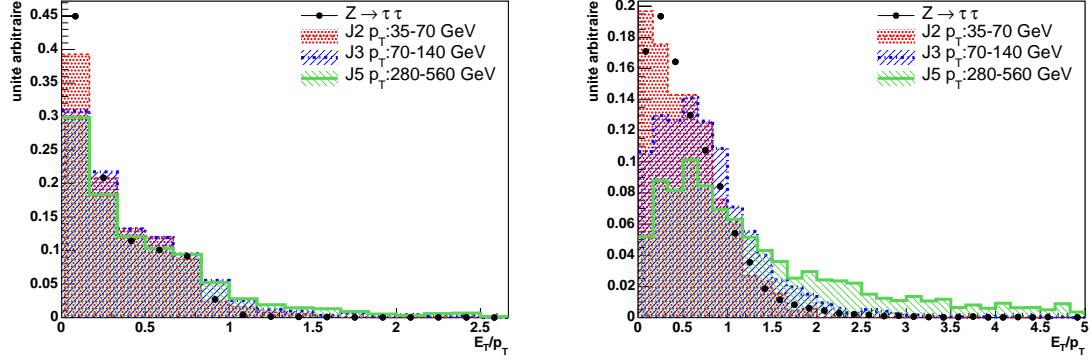 unité arbitraire
0.45
0.4
0.35
0.3
0.25
0.2
0.15
0.1
0.05
0
0 0.5 1 1.5 2 2.5
E_T/p_T
Z → τ τ
J2 p_T:35-70 GeV
J3 p_T:70-140 GeV
J5 p_T:280-560 GeV
unité arbitraire
0.2
0.18
0.16
0.14
0.12
0.1
0.08
0.06
0.04
0.02
0
0 0.5 1 1.5 2 2.5 3 3.5 4 4.5 5
E_T/p_T
Z → τ τ
J2 p_T:35-70 GeV
J3 p_T:70-140 GeV
J5 p_T:280-560 GeV